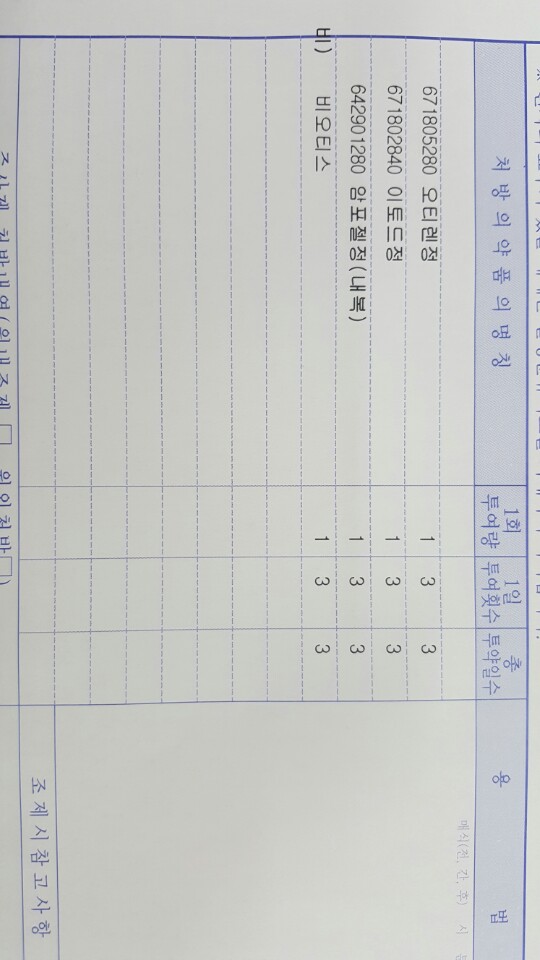 처 방 의 약 품 의 명 칭 1회 투여량 1일 투여횟수 총 투약일수 용 법
매식(전, 간, 후) 시
671805280 오티렌정 1 3 3
671802840 이토드정 1 3 3
642901280 암포젤정(내복) 1 3 3
비) 비오티스 1 3 3
조 제 시 참 고 사 항
주사제 처방내역(원내조제 □ 원외처방 □)